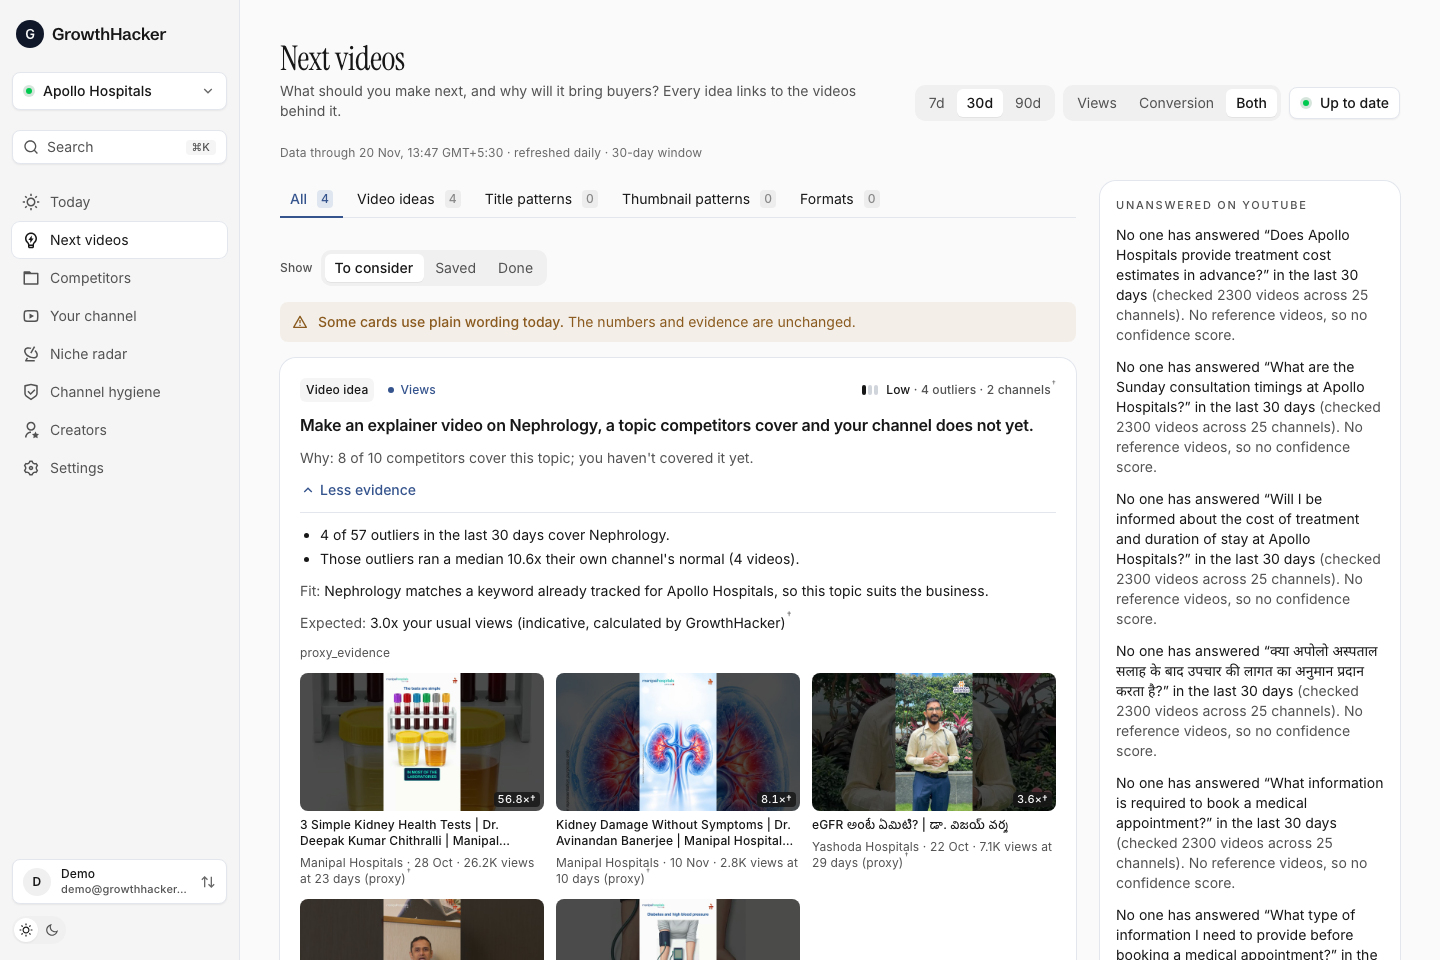 G GrowthHacker
Apollo Hospitals
Search ⌘K
Today
Next videos
Competitors
Your channel
Niche radar
Channel hygiene
Creators
Settings
D Demo
demo@growthhacker...
Next videos
What should you make next, and why will it bring buyers? Every idea links to the videos
behind it.
7d 30d 90d
Views Conversion Both
Up to date
Data through 20 Nov, 13:47 GMT+5:30 · refreshed daily · 30-day window
All 4 Video ideas 4 Title patterns 0 Thumbnail patterns 0 Formats 0
Show To consider Saved Done
Some cards use plain wording today. The numbers and evidence are unchanged.
Video idea Views Low · 4 outliers · 2 channels†
Make an explainer video on Nephrology, a topic competitors cover and your channel does not yet.
Why: 8 of 10 competitors cover this topic; you haven't covered it yet.
Less evidence
• 4 of 57 outliers in the last 30 days cover Nephrology.
• Those outliers ran a median 10.6x their own channel's normal (4 videos).
Fit: Nephrology matches a keyword already tracked for Apollo Hospitals, so this topic suits the business.
Expected: 3.0x your usual views (indicative, calculated by GrowthHacker)†
proxy_evidence
The tests are simple
IN MOST OF THE
LABORATORIES
56.8×†
3 Simple Kidney Health Tests | Dr.
Deepak Kumar Chithralli | Manipal...
Manipal Hospitals · 28 Oct · 26.2K views
at 23 days (proxy)†
manipalhospitals
8.1×†
Kidney Damage Without Symptoms | Dr.
Avinandan Banerjee | Manipal Hospital...
Manipal Hospitals · 10 Nov · 2.8K views at
10 days (proxy)†
3.6×†
eGFR అంటే ఏమిటి? | డా. విజయ్ వర్మ
Yashoda Hospitals · 22 Oct · 7.1K views at
29 days (proxy)†
Diabetes and high blood pressure
UNANSWERED ON YOUTUBE
No one has answered “Does Apollo
Hospitals provide treatment cost
estimates in advance?” in the last 30
days (checked 2300 videos across 25
channels). No reference videos, so no
confidence score.
No one has answered “What are the
Sunday consultation timings at Apollo
Hospitals?” in the last 30 days (checked
2300 videos across 25 channels). No
reference videos, so no confidence
score.
No one has answered “Will I be
informed about the cost of treatment
and duration of stay at Apollo
Hospitals?” in the last 30 days (checked
2300 videos across 25 channels). No
reference videos, so no confidence
score.
No one has answered “क्या अपोलो अस्पताल
सलाह के बाद उपचार की लागत का अनुमान प्रदान
करता है?” in the last 30 days (checked
2300 videos across 25 channels). No
reference videos, so no confidence
score.
No one has answered “What information
is required to book a medical
appointment?” in the last 30 days
(checked 2300 videos across 25
channels). No reference videos, so no
confidence score.
No one has answered “What type of
information I need to provide before
booking a medical appointment?” in the